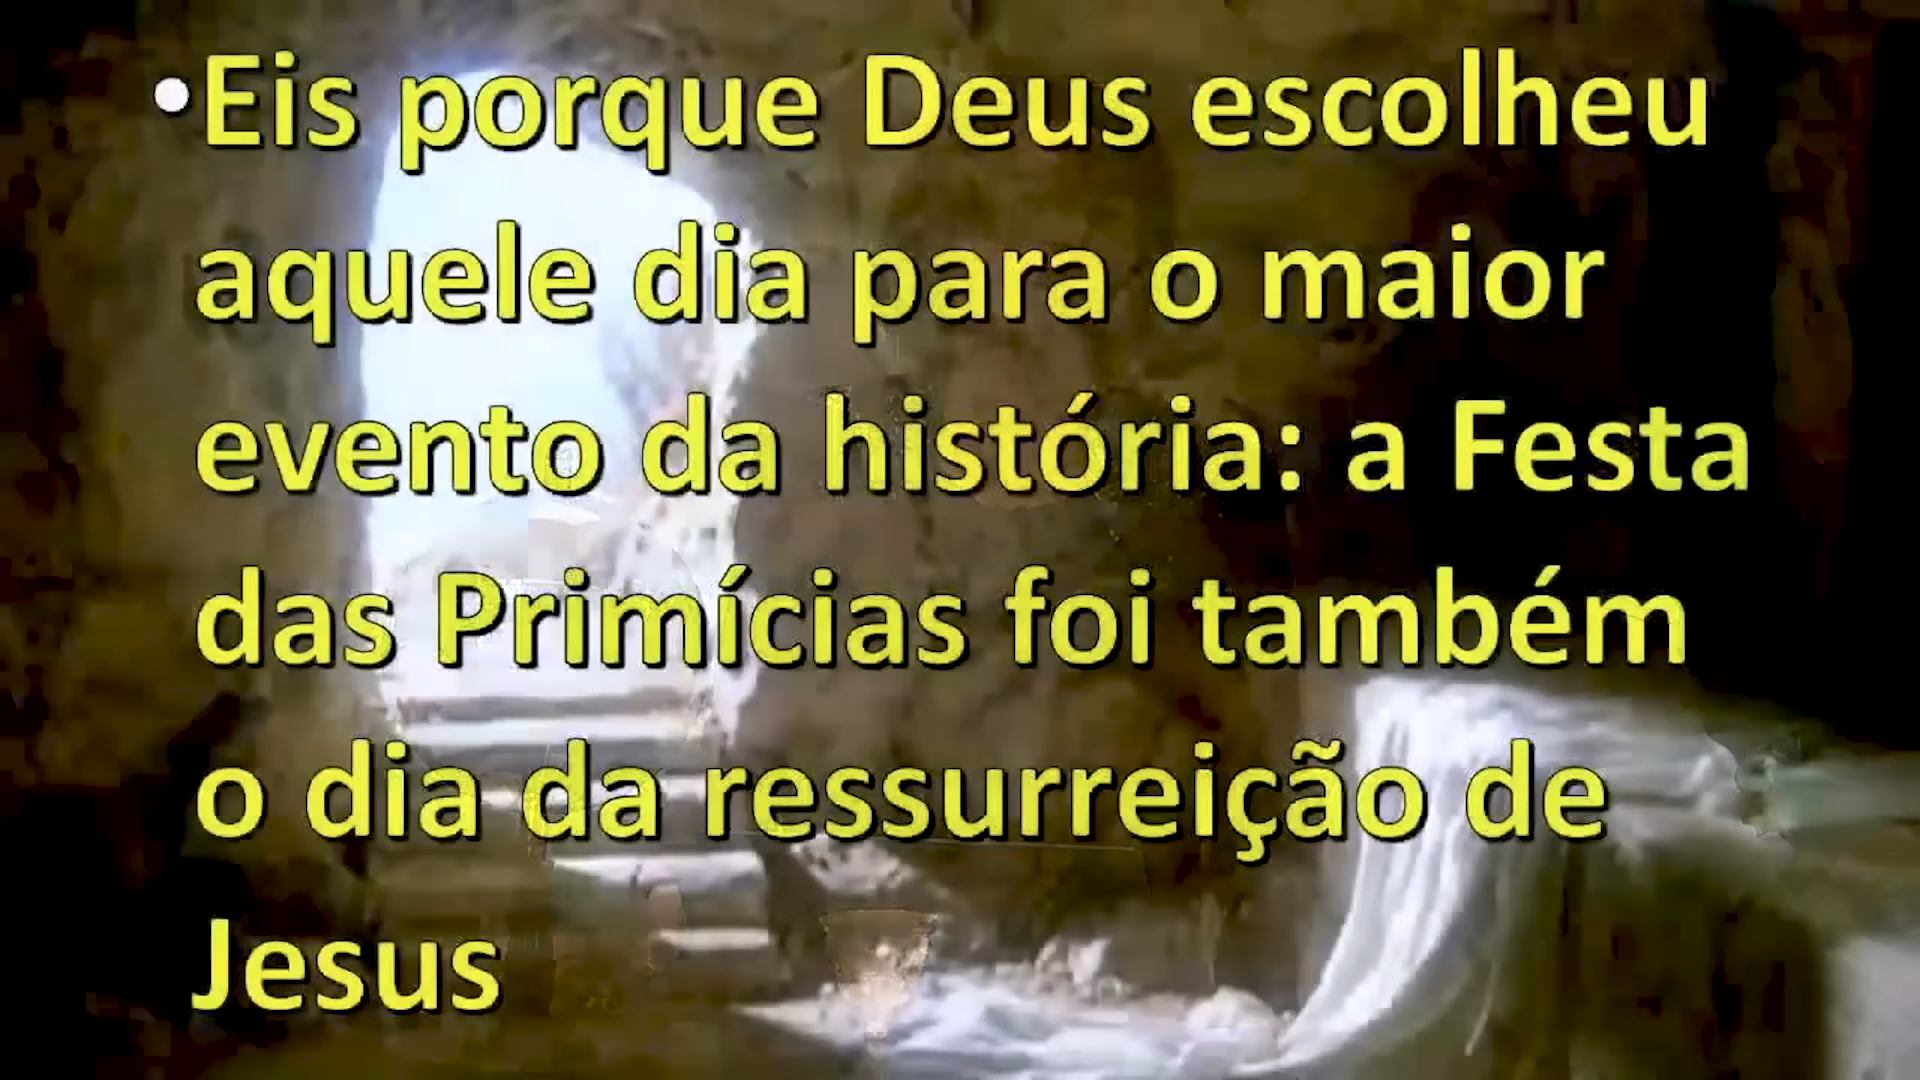 •Eis porque Deus escolheu
aquele dia para o maior
evento da história: a Festa
das Primícias foi também
o dia da ressurreição de
Jesus